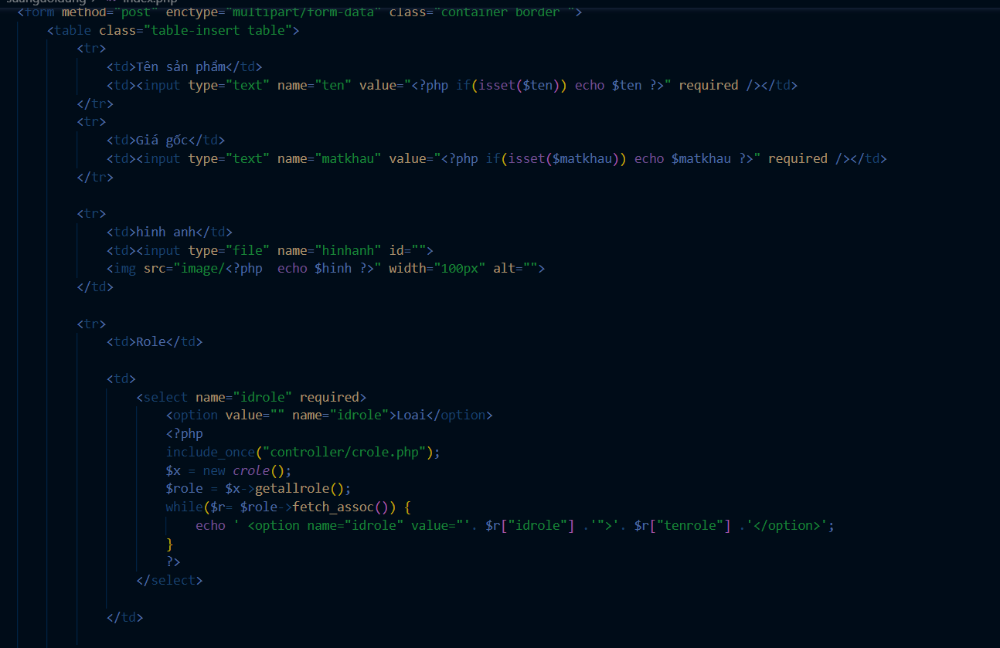 suanguoidung > index.php
<form method="post" enctype="multipart/form-data" class="container border ">
<table class="table-insert table">
<tr>
<td>Tên sản phẩm</td>
<td><input type="text" name="ten" value="<?php if(isset($ten)) echo $ten ?>" required /></td>
</tr>
<tr>
<td>Giá gốc</td>
<td><input type="text" name="matkhau" value="<?php if(isset($matkhau)) echo $matkhau ?>" required /></td>
</tr>
<tr>
<td>hinh anh</td>
<td><input type="file" name="hinhanh" id="">
<img src="image/<?php  echo $hinh ?>" width="100px" alt="">
</td>
<tr>
<td>Role</td>
<td>
<select name="idrole" required>
<option value="" name="idrole">Loai</option>
<?php
include_once("controller/crole.php");
$x = new crole();
$role = $x->getallrole();
while($r= $role->fetch_assoc()) {
echo ' <option name="idrole" value="'. $r["idrole"] .'">'. $r["tenrole"] .'</option>';
}
?>
</select>
</td>